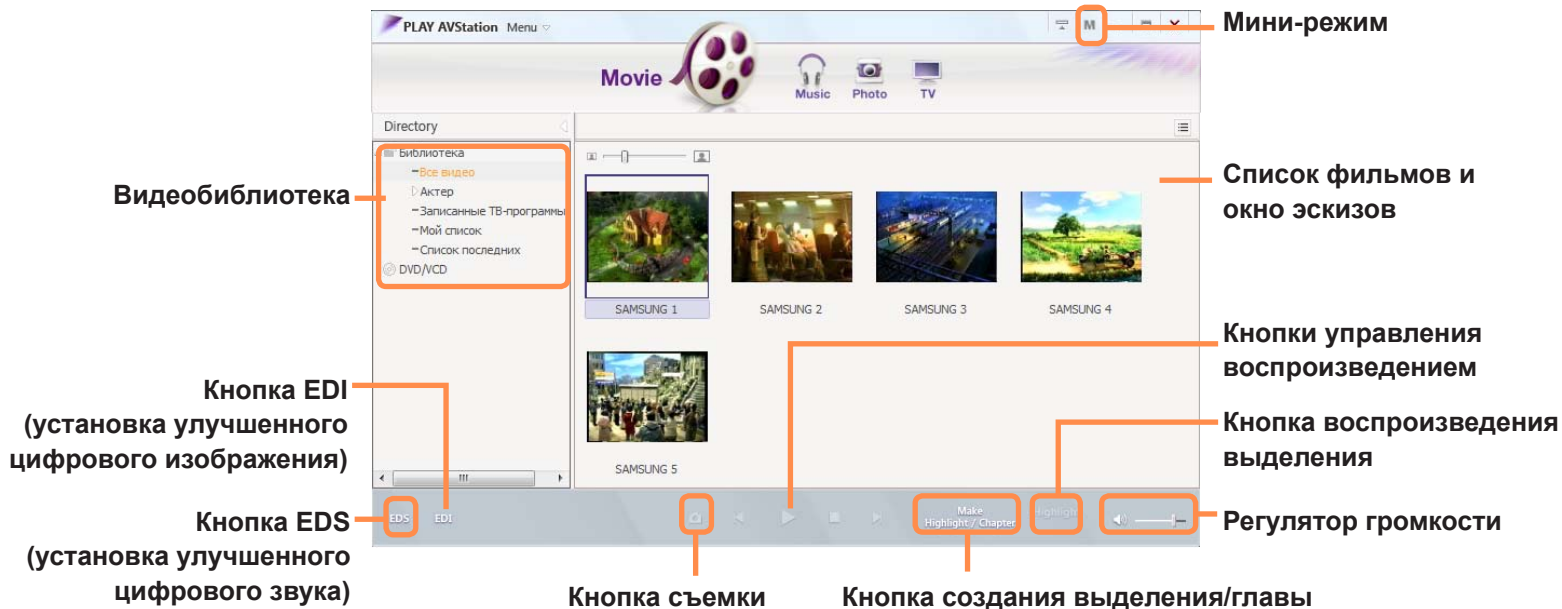 PLAY AVStation Menu
M
Мини-режим
Movie
Music Photo TV
Directory
Библиотека
Все видео
Актер
Записанные ТВ-программы
Мой список
Список последних
DVD/VCD
Видеобиблиотека
Список фильмов и
окно эскизов
SAMSUNG 1 SAMSUNG 2 SAMSUNG 3 SAMSUNG 4
SAMSUNG 5
Кнопки управления
воспроизведением
Кнопка EDI
(установка улучшенного
цифрового изображения)
Кнопка воспроизведения
выделения
EDS EDI
Make
Highlight / Chapter
Highlight
Кнопка EDS
(установка улучшенного
цифрового звука)
Регулятор громкости
Кнопка съемки
Кнопка создания выделения/главы